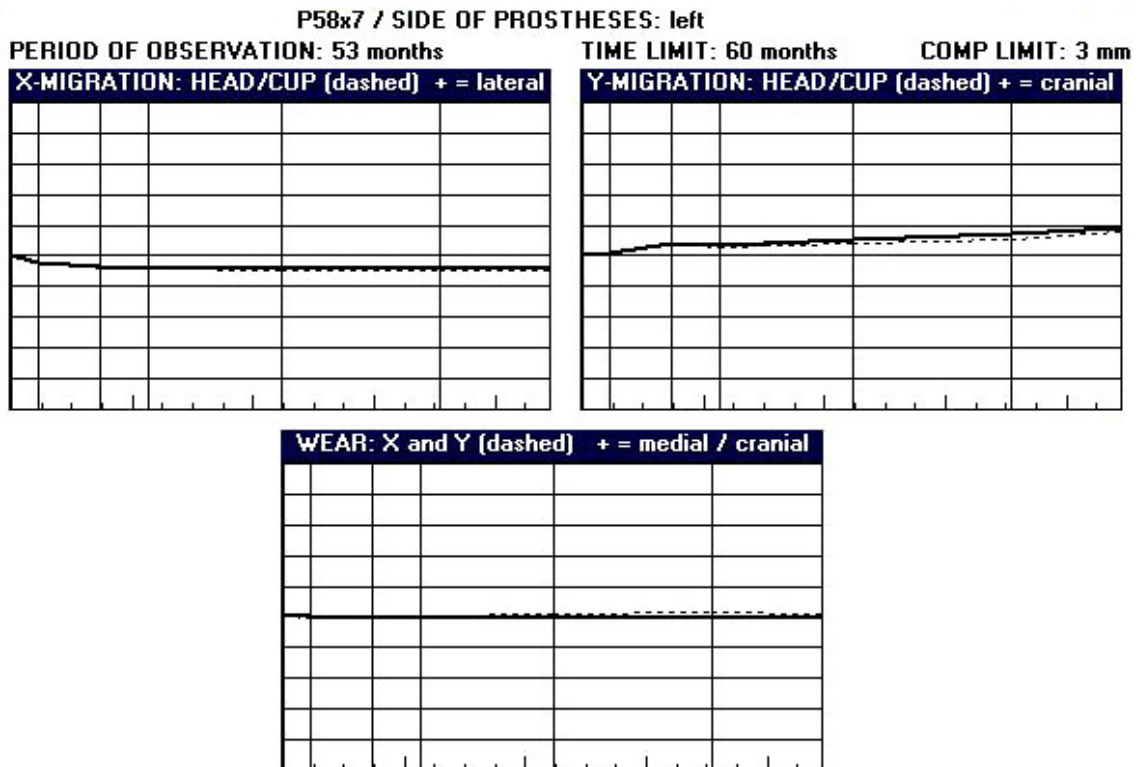 P58x7 / SIDE OF PROSTHESES: left
PERIOD OF OBSERVATION: 53 months TIME LIMIT: 60 months COMP LIMIT: 3 mm
X-MIGRATION: HEAD/CUP (dashed) + = lateral
Y-MIGRATION: HEAD/CUP (dashed) + = cranial
WEAR: X and Y (dashed) + = medial / cranial